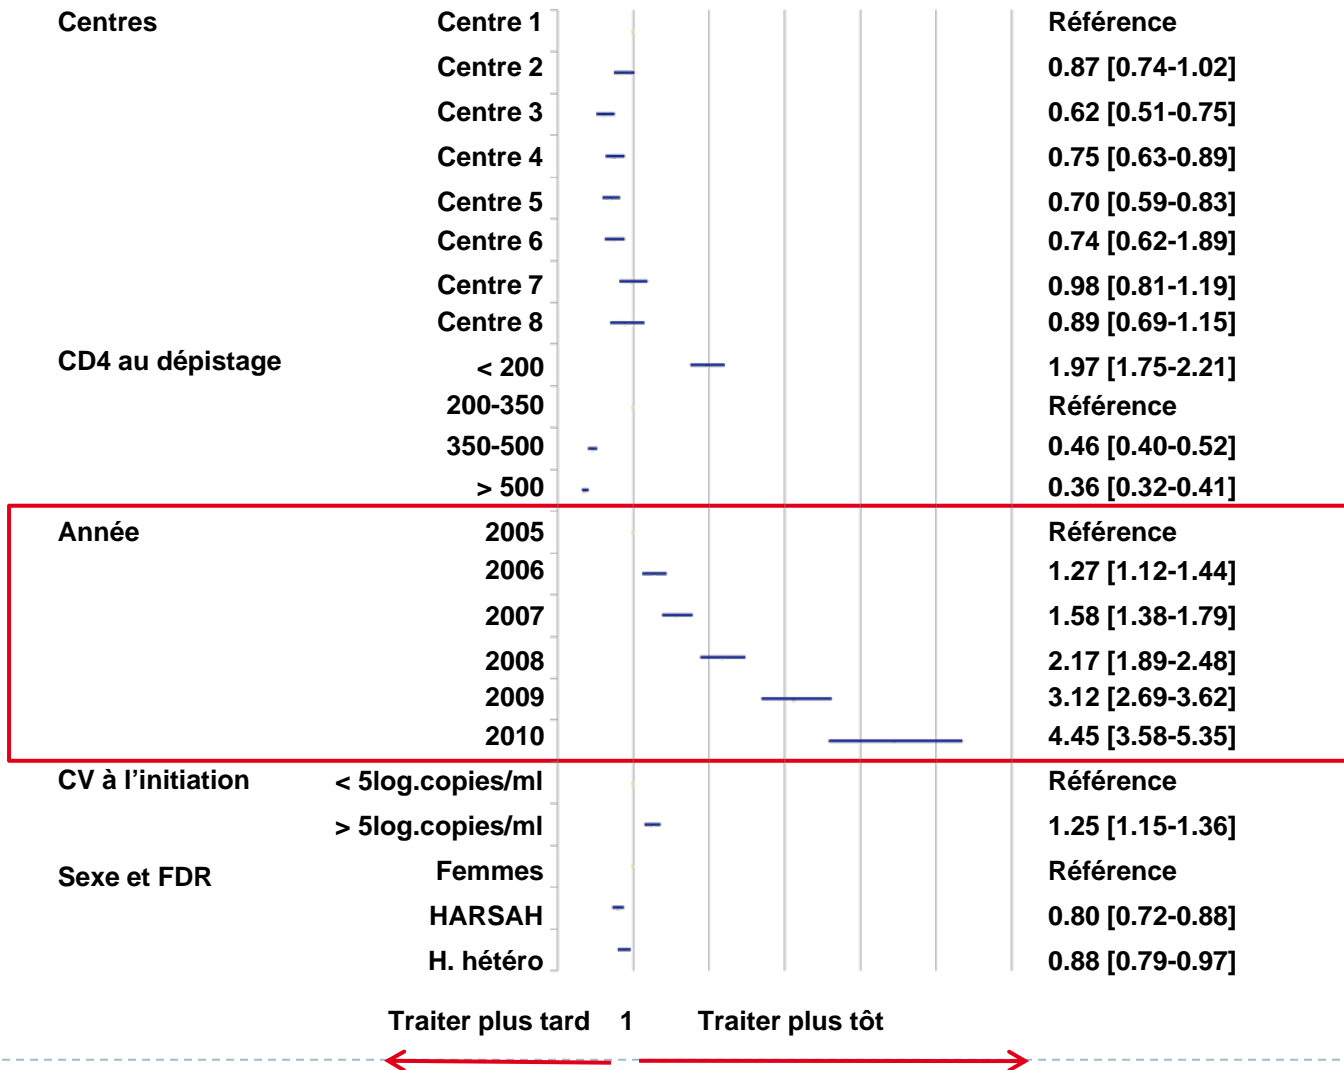 Centres Centre 1 Référence
Centre 2 0.87 [0.74-1.02]
Centre 3 0.62 [0.51-0.75]
Centre 4 0.75 [0.63-0.89]
Centre 5 0.70 [0.59-0.83]
Centre 6 0.74 [0.62-1.89]
Centre 7 0.98 [0.81-1.19]
Centre 8 0.89 [0.69-1.15]
CD4 au dépistage < 200 1.97 [1.75-2.21]
200-350 Référence
350-500 0.46 [0.40-0.52]
> 500 0.36 [0.32-0.41]
Année 2005 Référence
2006 1.27 [1.12-1.44]
2007 1.58 [1.38-1.79]
2008 2.17 [1.89-2.48]
2009 3.12 [2.69-3.62]
2010 4.45 [3.58-5.35]
CV à l’initiation < 5log.copies/ml Référence
> 5log.copies/ml 1.25 [1.15-1.36]
Sexe et FDR Femmes Référence
HARSAH 0.80 [0.72-0.88]
H. hétéro 0.88 [0.79-0.97]
Traiter plus tard 1 Traiter plus tôt